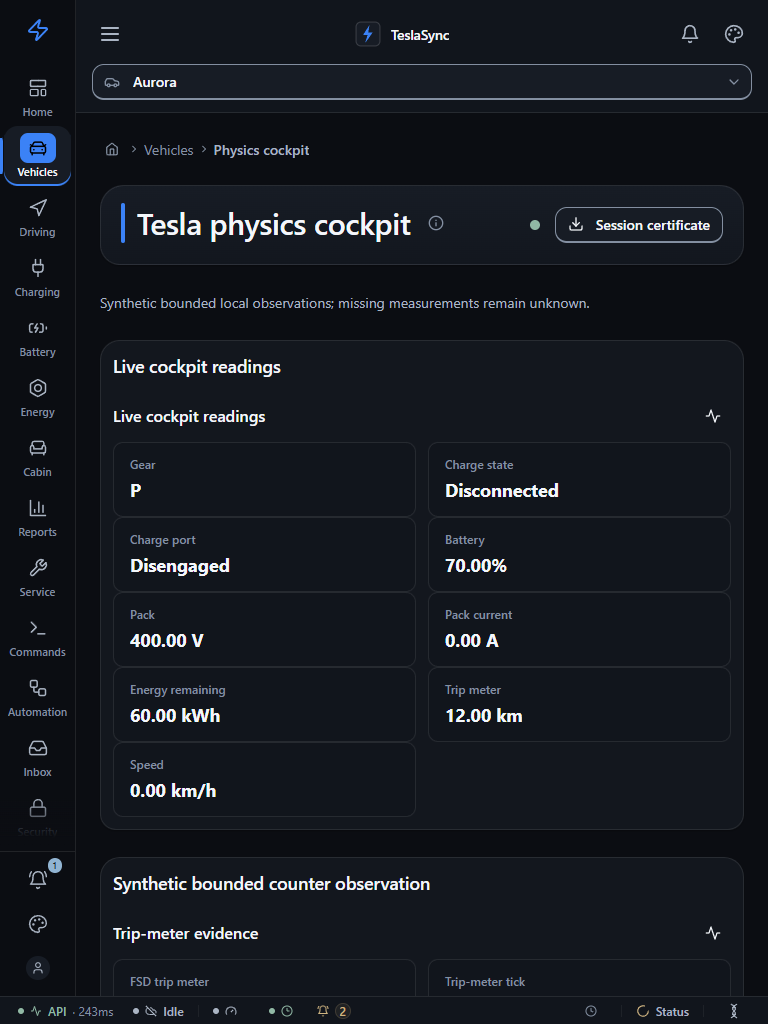 TeslaSync
Aurora
Home
Vehicles
Driving
Charging
Battery
Energy
Cabin
Reports
Service
Commands
Automation
Inbox
Security
1
Vehicles
Physics cockpit
Tesla physics cockpit
Session certificate
Synthetic bounded local observations; missing measurements remain unknown.
Live cockpit readings
Live cockpit readings
Gear
P
Charge state
Disconnected
Charge port
Disengaged
Battery
70.00%
Pack
400.00 V
Pack current
0.00 A
Energy remaining
60.00 kWh
Trip meter
12.00 km
Speed
0.00 km/h
Synthetic bounded counter observation
Trip-meter evidence
FSD trip meter
Trip-meter tick
API · 243ms
Idle
2
Status